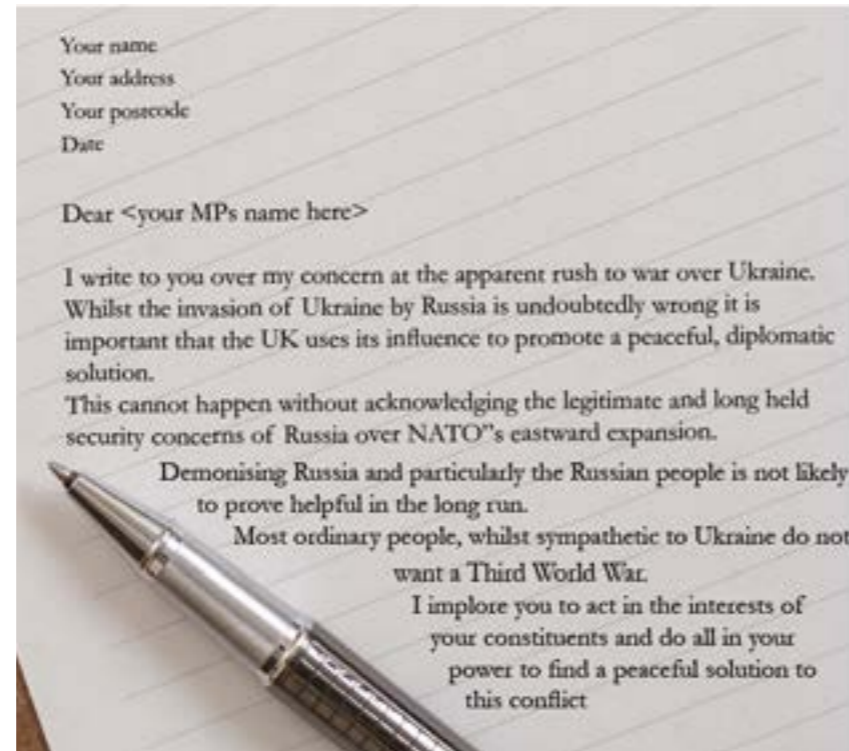 Your name
Your address
Your postcode
Date
Dear <your MPs name here>
I write to you over my concern at the apparent rush to war over Ukraine.
Whilst the invasion of Ukraine by Russia is undoubtedly wrong it is
important that the UK uses its influence to promote a peaceful, diplomatic
solution.
This cannot happen without acknowledging the legitimate and long held
security concerns of Russia over NATO"s eastward expansion.
Demonising Russia and particularly the Russian people is not likely
to prove helpful in the long run.
Most ordinary people, whilst sympathetic to Ukraine do not
want a Third World War.
I implore you to act in the interests of
your constituents and do all in your
power to find a peaceful solution to
this conflict